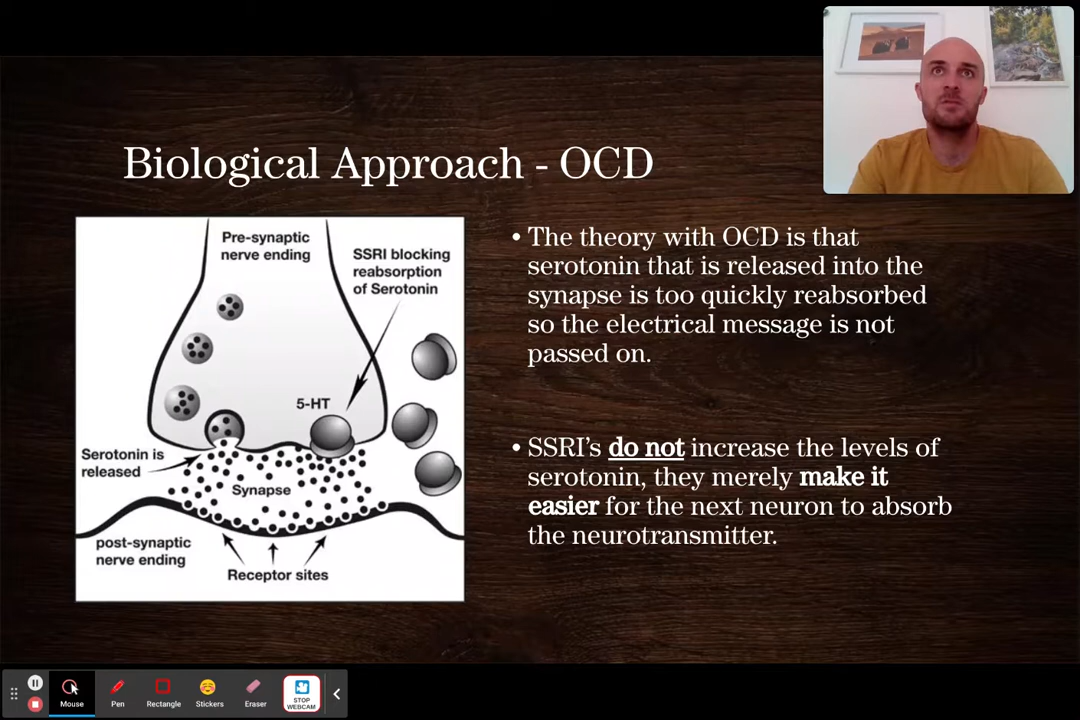 Biological Approach - OCD
Pre-synaptic
nerve ending
SSRI blocking
reabsorption
of Serotonin
5-HT
Serotonin is
released
Synapse
post-synaptic
nerve ending
Receptor sites
• The theory with OCD is that
serotonin that is released into the
synapse is too quickly reabsorbed
so the electrical message is not
passed on.
• SSRI’s do not increase the levels of
serotonin, they merely make it
easier for the next neuron to absorb
the neurotransmitter.
Mouse
Pen
Rectangle
Stickers
Eraser
STOP
WEBCAM